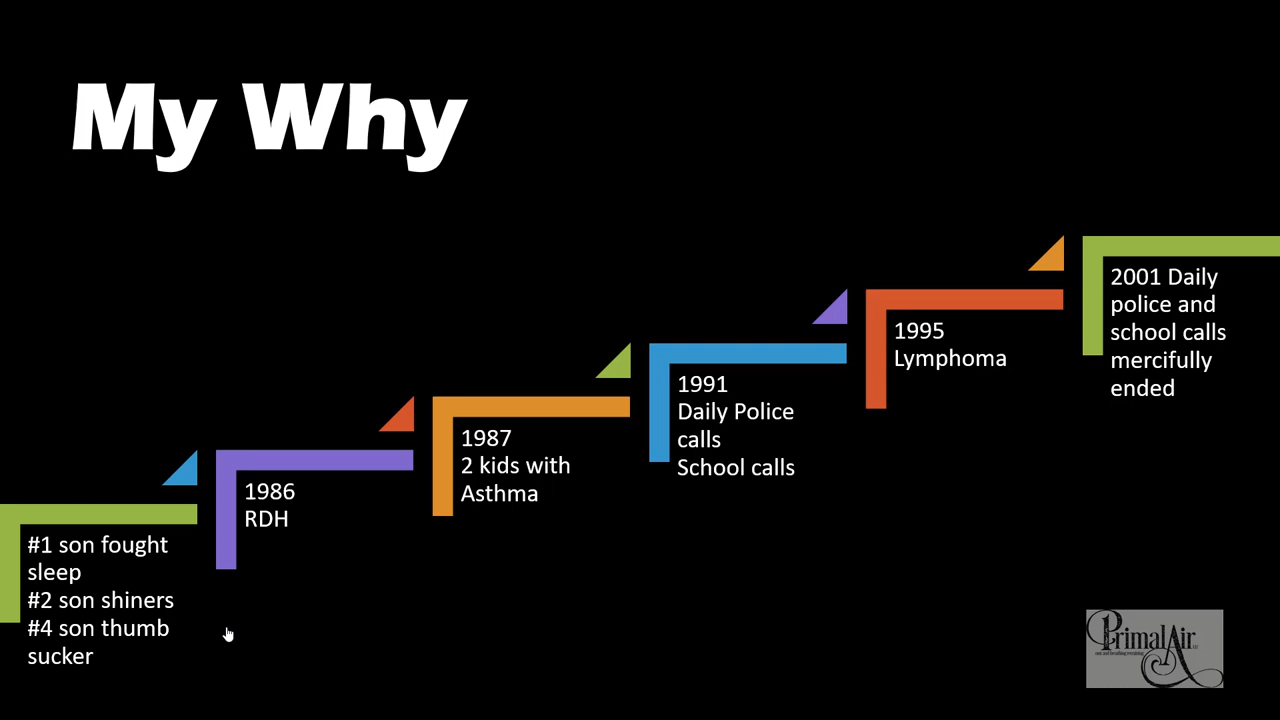 My Why
#1 son fought
sleep
#2 son shiners
#4 son thumb
sucker
1986
RDH
1987
2 kids with
Asthma
1991
Daily Police
calls
School calls
1995
Lymphoma
2001 Daily
police and
school calls
mercifully
ended
PrimalAir